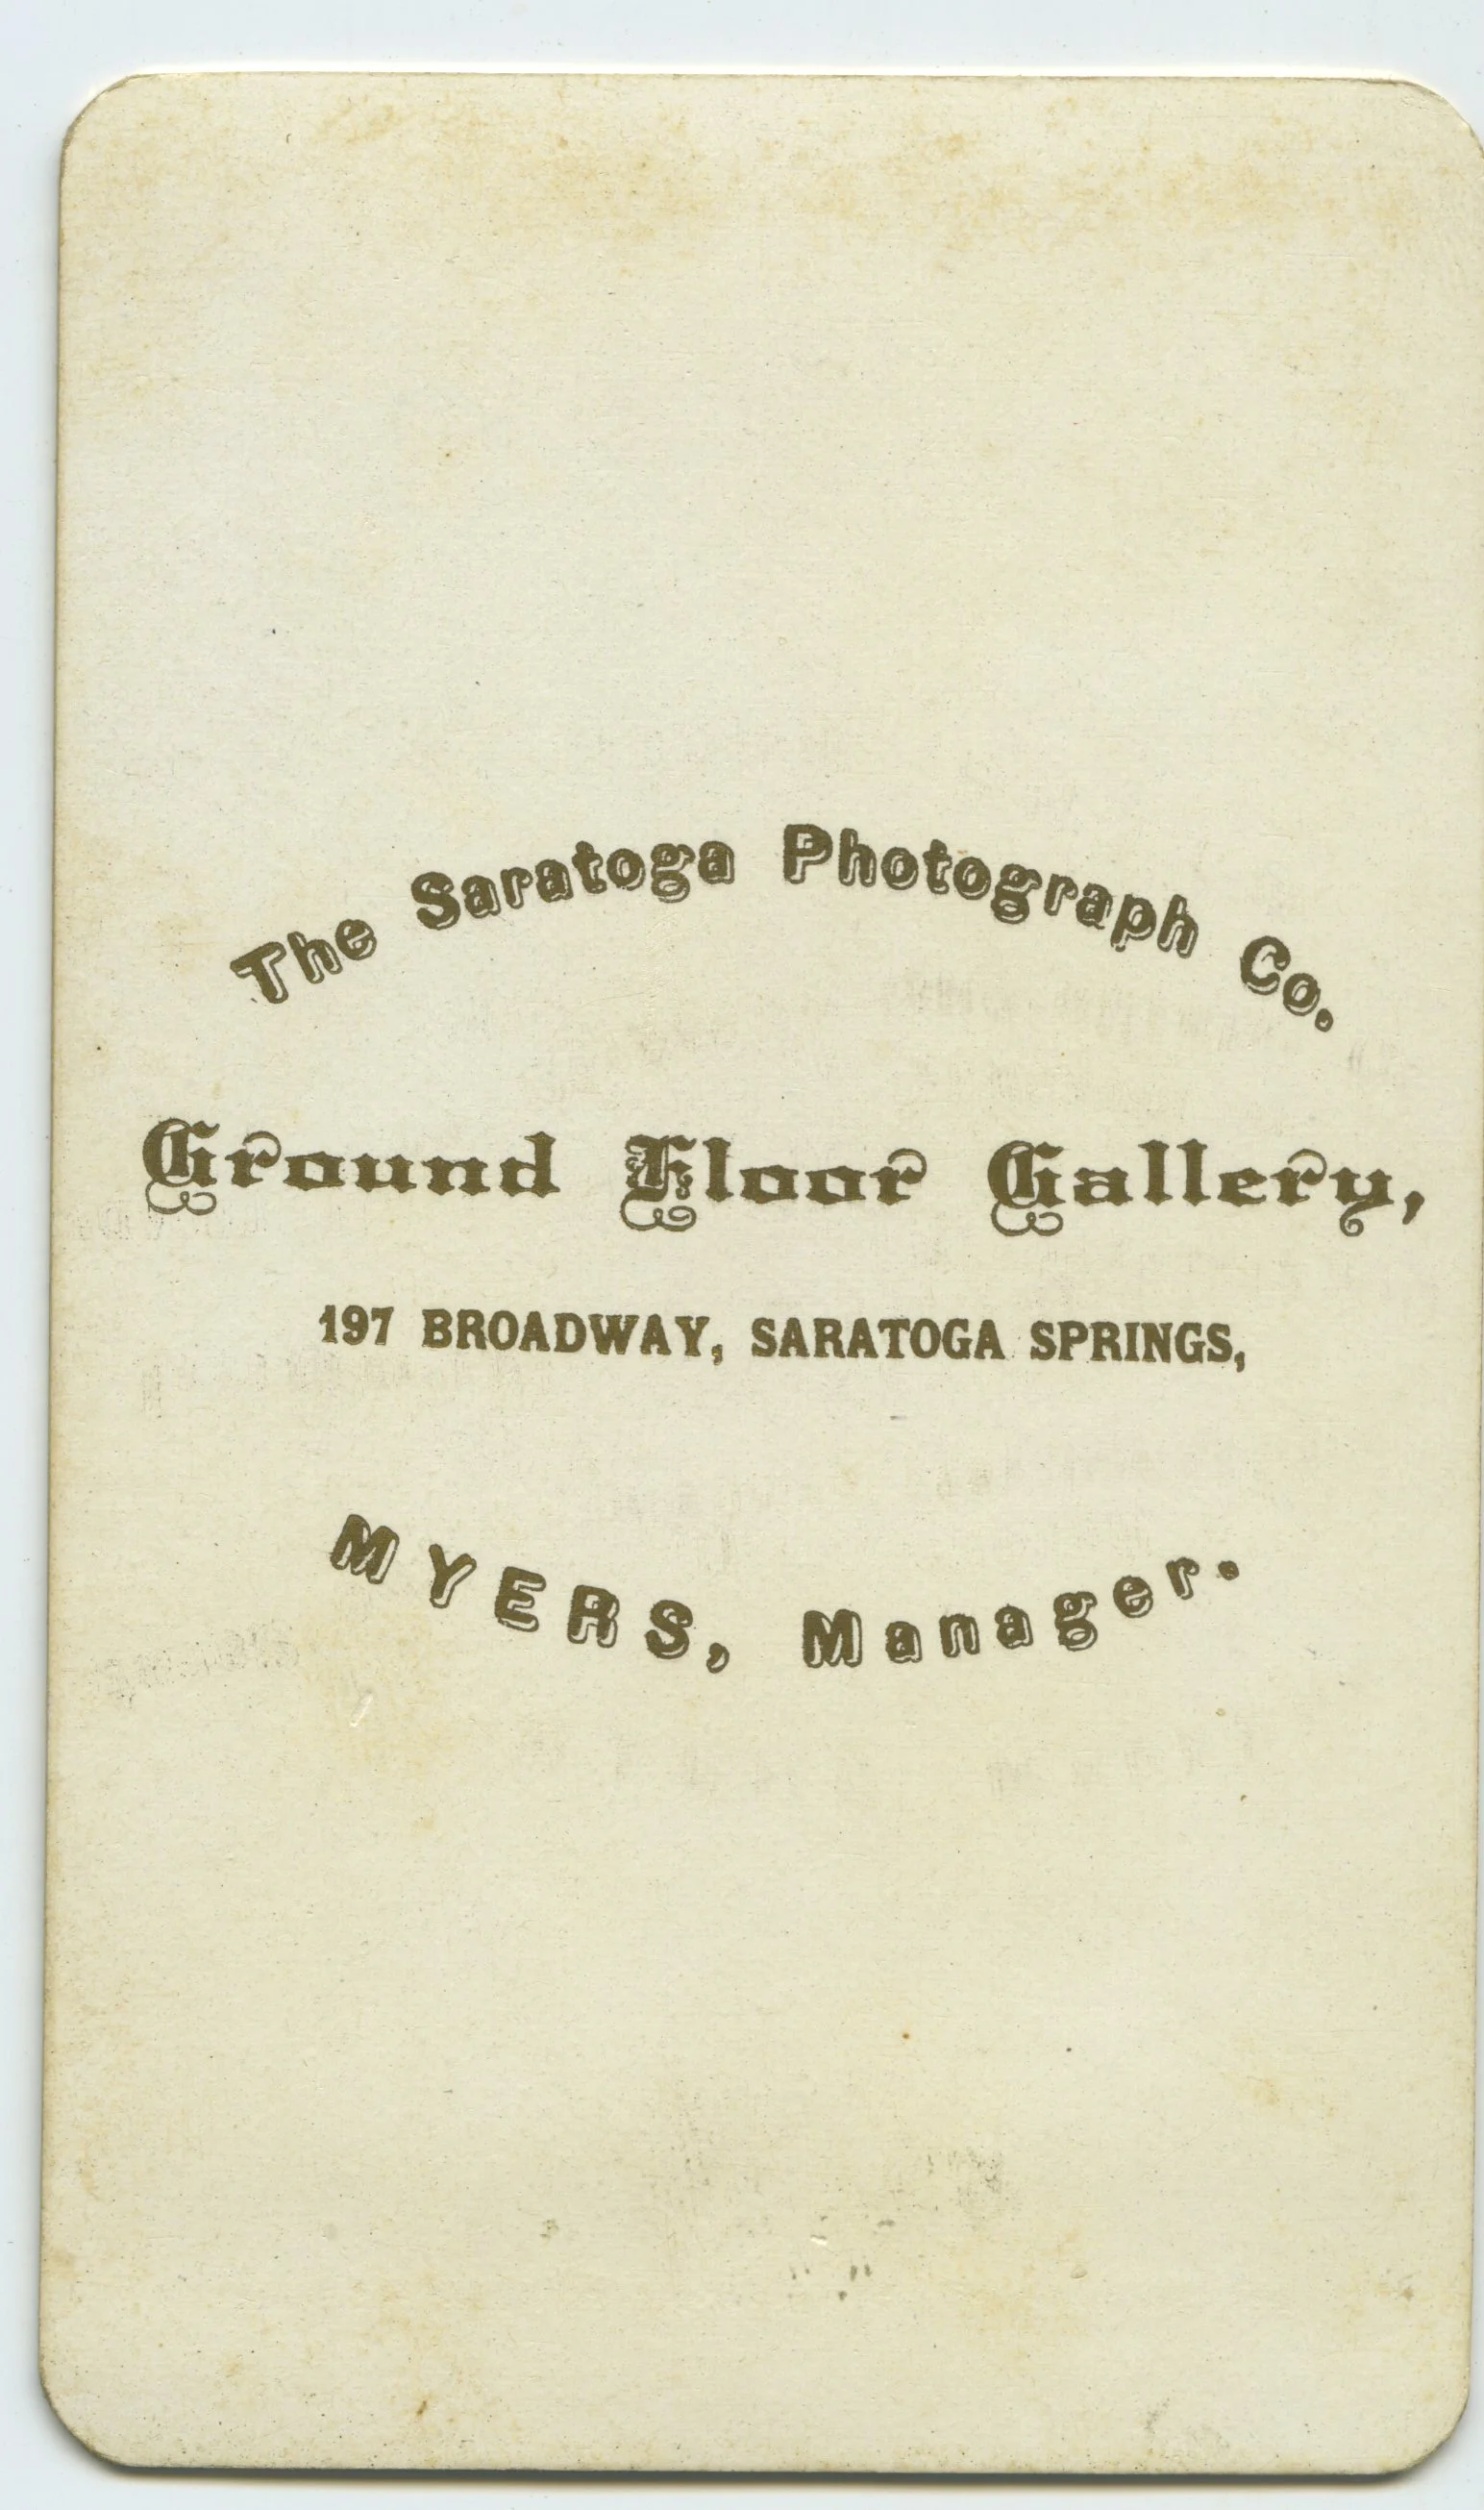 The Saratoga Photograph Co.
Ground Floor Gallery,
197 BROADWAY, SARATOGA SPRINGS,
MYERS, Manager.